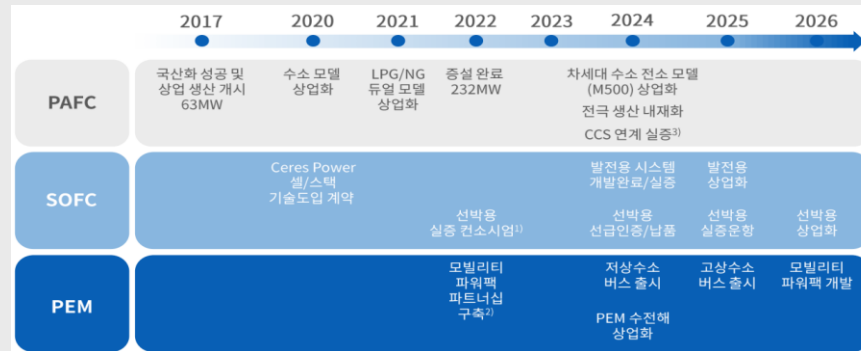 2017 2020 2021 2022 2023 2024 2025 2026
PAFC
국산화 성공 및
상업 생산 개시
63MW
수소 모델
상업화
LPG/NG
듀얼 모델
상업화
증설 완료
232MW
차세대 수소 전소 모델
(M500) 상업화
전극 생산 내재화
CCS 연계 실증3)
SOFC
Ceres Power
셀/스택
기술도입 계약
선박용
실증 컨소시엄1)
발전용 시스템
개발완료/실증
선박용
선급인증/납품
발전용
상업화
선박용
실증운항
선박용
상업화
PEM
모빌리티
파워팩
파트너십
구축2)
저상수소
버스 출시
PEM 수전해
상업화
고상수소
버스 출시
모빌리티
파워팩 개발